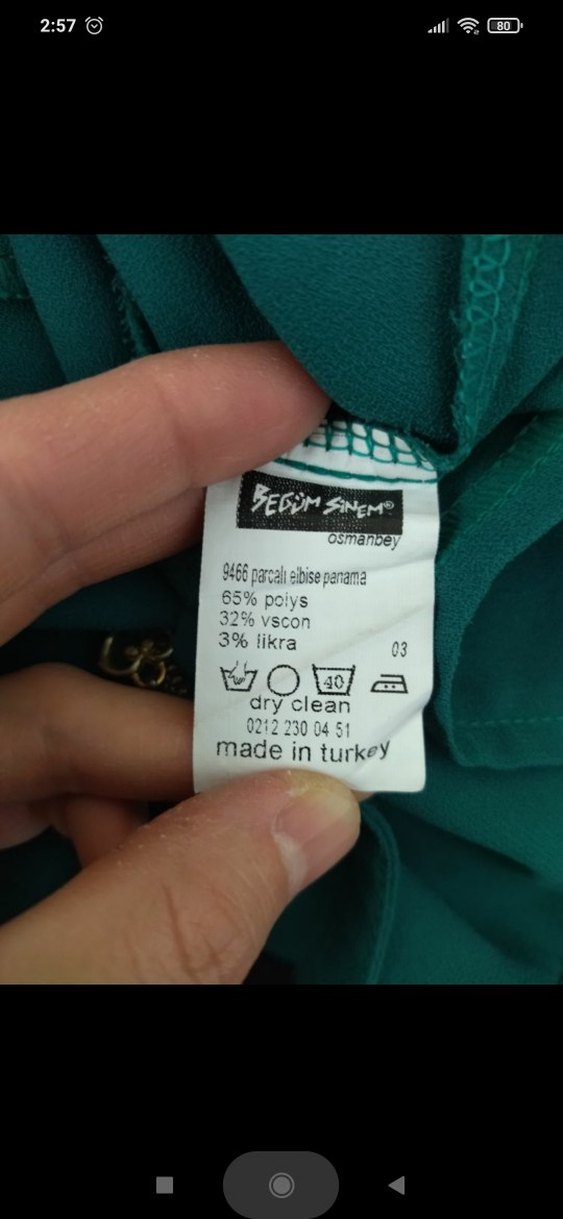 2:57
80
BEGÜM SiNEM®
osmanbey
9466 parcalı elbise panama
65% polys
32% vscon
3% likra
03
40
dry clean
0212 230 04 51
made in turkey